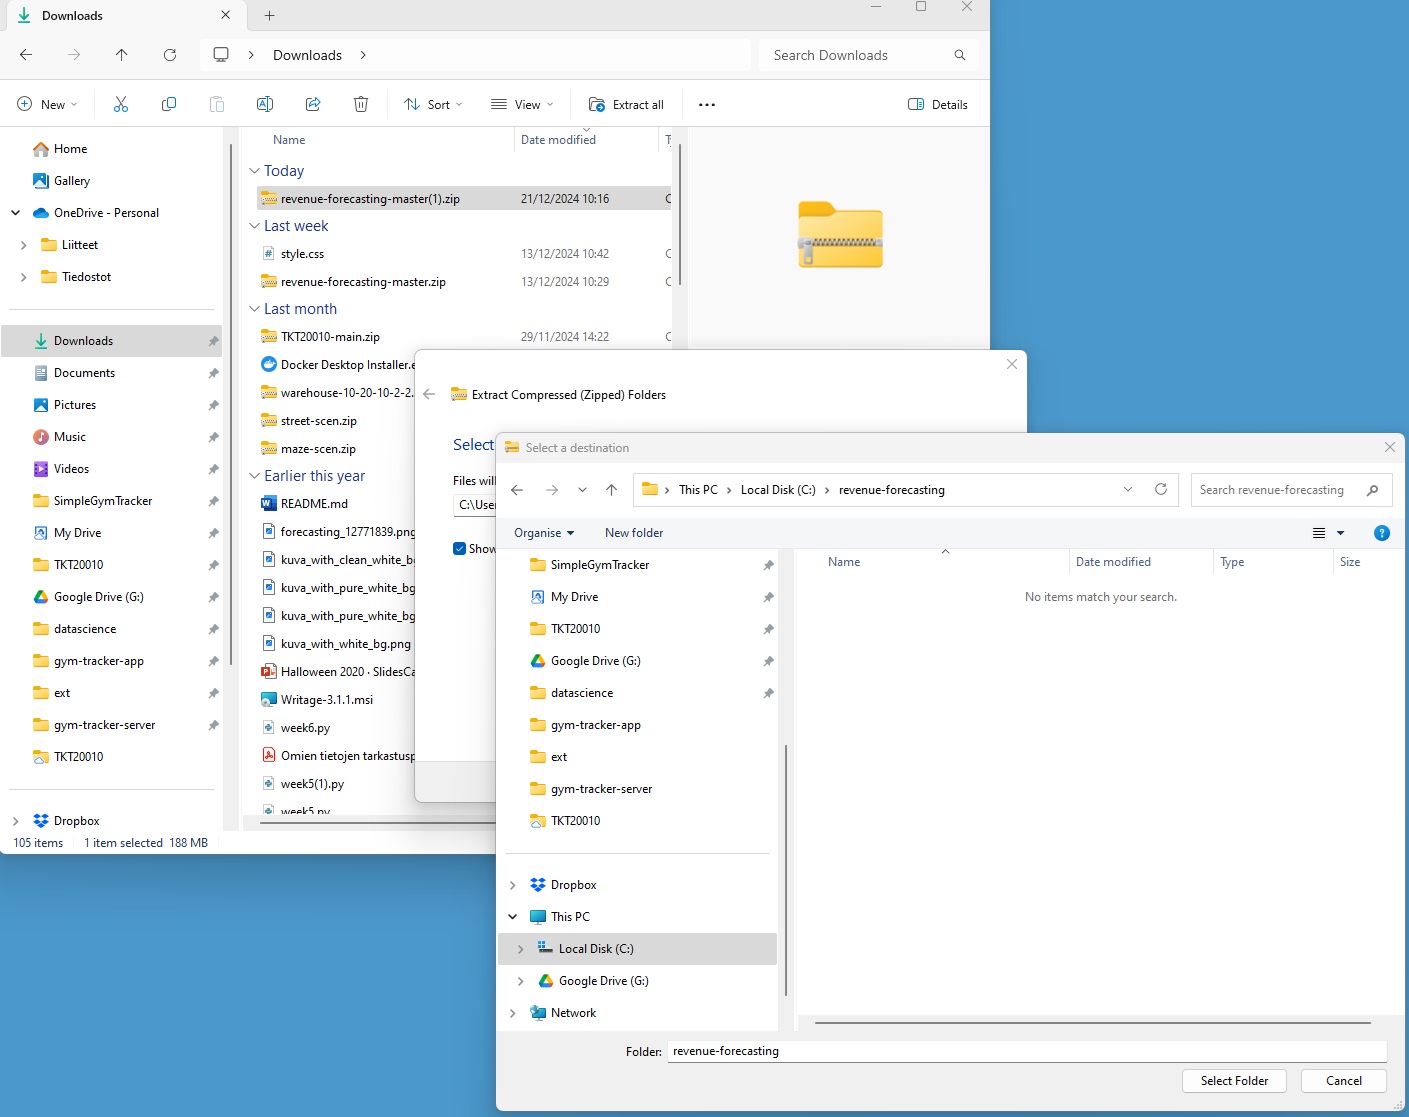 Downloads
Downloads
Search Downloads
New
Sort
View
Extract all
Details
Home
Gallery
OneDrive - Personal
Liitteet
Tiedostot
Downloads
Documents
Pictures
Music
Videos
SimpleGymTracker
My Drive
TKT20010
Google Drive (G:)
datascience
gym-tracker-app
ext
gym-tracker-server
TKT20010
Dropbox
105 items 1 item selected 188 MB
Name Date modified
Today
revenue-forecasting-master(1).zip 21/12/2024 10:16
Last week
style.css 13/12/2024 10:42
revenue-forecasting-master.zip 13/12/2024 10:29
Last month
TKT20010-main.zip 29/11/2024 14:22
Docker Desktop Installer.e
warehouse-10-20-10-2-2.
street-scen.zip
maze-scen.zip
Earlier this year
README.md
forecasting_12771839.png
kuva_with_clean_white_bg
kuva_with_pure_white_bg
kuva_with_pure_white_bg
kuva_with_white_bg.png
Halloween 2020 · SlidesCa
Writage-3.1.1.msi
week6.py
Omien tietojen tarkastusp
week5(1).py
week5.py
Extract Compressed (Zipped) Folders
Select
Files will
C:\User
Show
Select a destination
This PC Local Disk (C:) revenue-forecasting
Search revenue-forecasting
Organise New folder
SimpleGymTracker
My Drive
TKT20010
Google Drive (G:)
datascience
gym-tracker-app
ext
gym-tracker-server
TKT20010
Dropbox
This PC
Local Disk (C:)
Google Drive (G:)
Network
Name Date modified Type Size
No items match your search.
Folder: revenue-forecasting
Select Folder Cancel